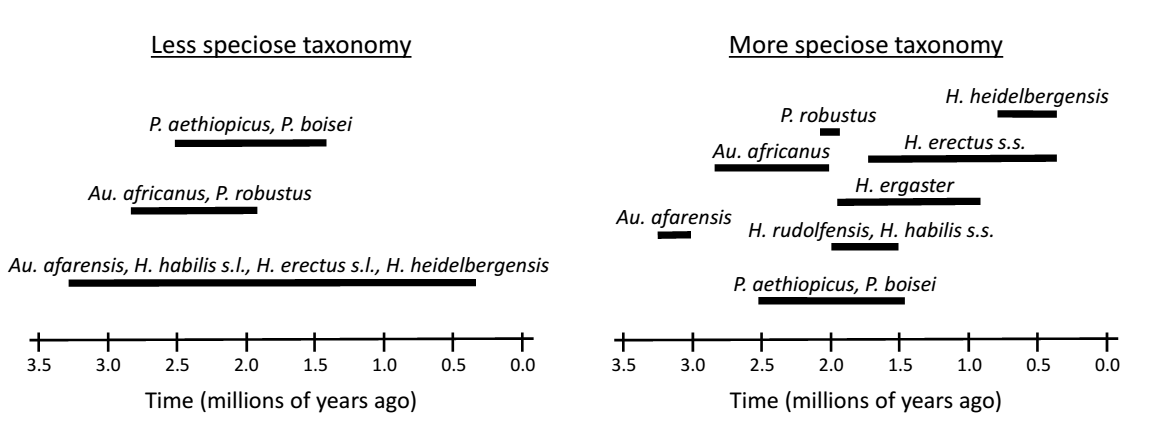 Less speciose taxonomy
P. aethiopicus, P. boisei
Au. africanus, P. robustus
Au. afarensis, H. habilis s.l., H. erectus s.l., H. heidelbergensis
3.5 3.0 2.5 2.0 1.5 1.0 0.5 0.0
Time (millions of years ago)
More speciose taxonomy
H. heidelbergensis
P. robustus
H. erectus s.s.
Au. africanus
H. ergaster
Au. afarensis
H. rudolfensis, H. habilis s.s.
P. aethiopicus, P. boisei
3.5 3.0 2.5 2.0 1.5 1.0 0.5 0.0
Time (millions of years ago)